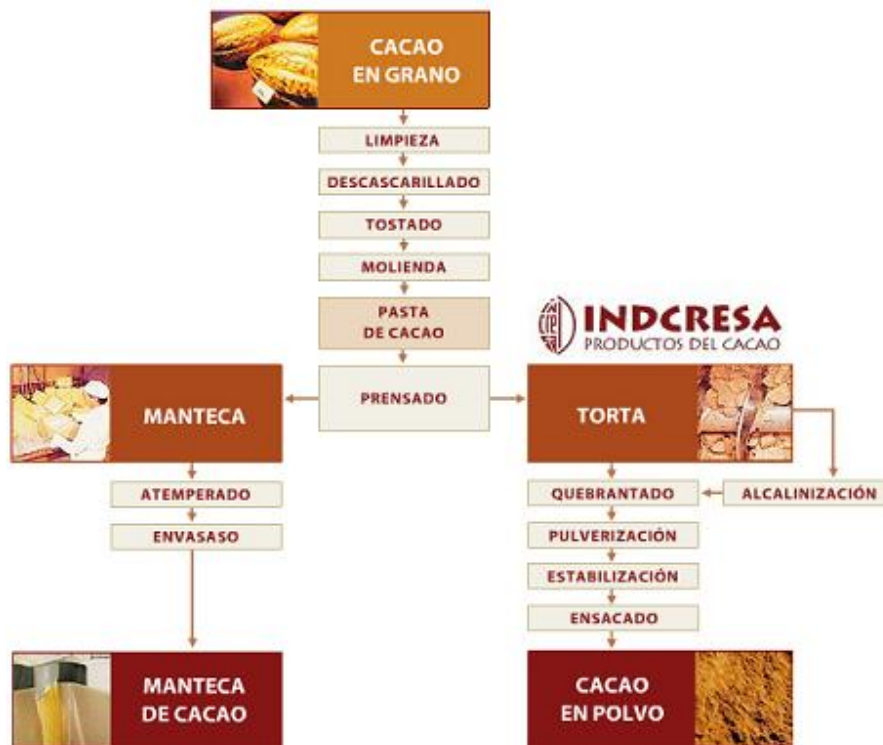 CACAO
EN GRANO
LIMPIEZA
DESCASCARILLADO
TOSTADO
MOLIENDA
PASTA
DE CACAO
INDCRESA
PRODUCTOS DEL CACAO
PRENSADO
MANTECA
TORTA
ATEMPERADO
QUEBRANTADO
ALCALINIZACIÓN
ENVASASO
PULVERIZACIÓN
ESTABILIZACIÓN
ENSACADO
MANTECA
DE CACAO
CACAO
EN POLVO